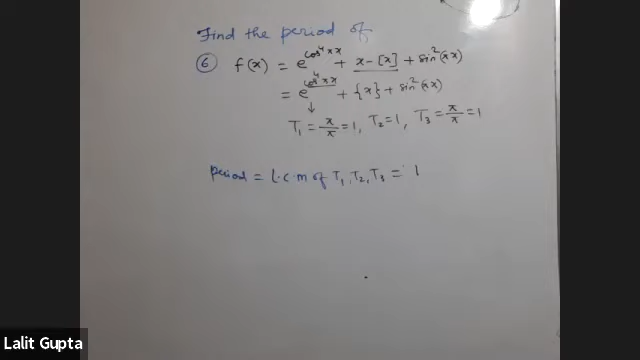 Find the period of
⑥ f(x) = e^cos⁴πx + x-[x] + sin²(πx)
= e^cos⁴πx + {x} + sin²(πx)
↓
T₁ = π/π = 1, T₂ = 1, T₃ = π/π = 1
period = L.C.M of T₁, T₂, T₃ = 1
Lalit Gupta